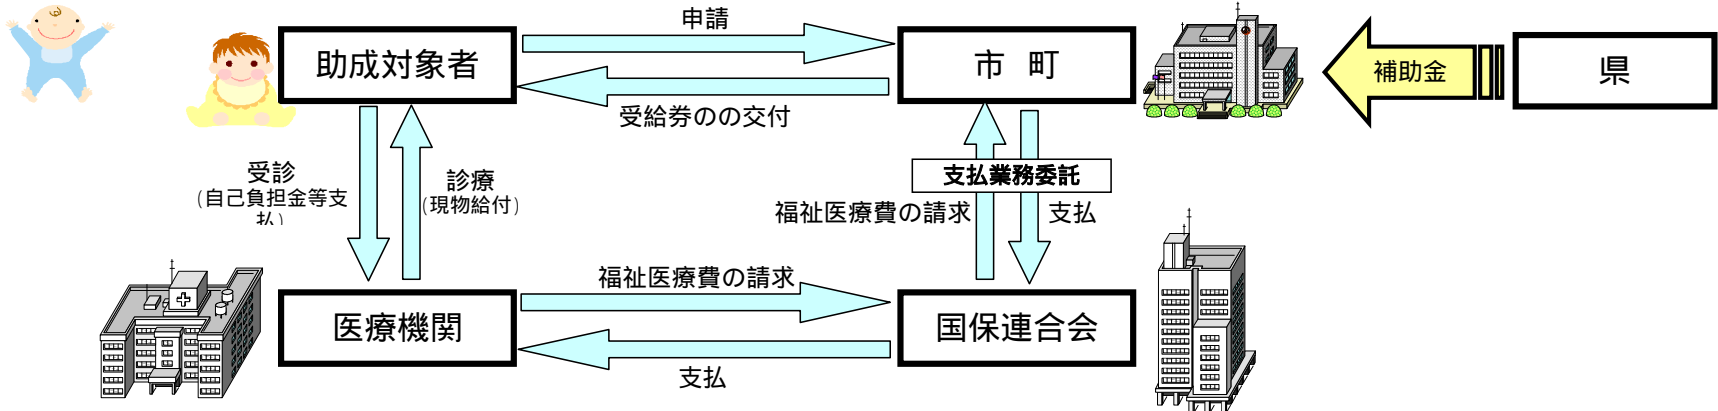 申請
助成対象者
市 町
補助金
県
受給券のの交付
受診
(自己負担金等支
払)
診療
(現物給付)
支払業務委託
福祉医療費の請求
支払
福祉医療費の請求
医療機関
国保連合会
支払